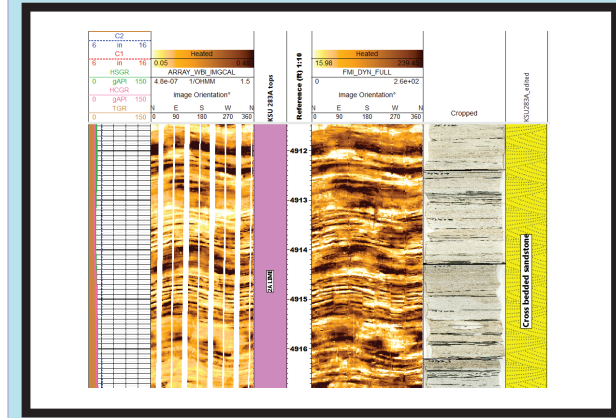 C2
6 in 16
C1
6 in 16
HSGR
0 gAPI 150
HCGR
0 gAPI 150
TGR
0 150
Heated
0.05
ARRAY_WBI_IMGCAL
4.8e-07 1/OHMM 1.5
Image Orientation°
N E S W N
0 90 180 270 360
KSU 283A tops
Reference (ft) 1:10
Heated
15.98 239.45
FMI_DYN_FULL
0 2.6e+02
Image Orientation°
N E S W N
0 90 180 270 360
Cropped
KSU283A_edited
4912
4913
4914
4915
4916
Cross bedded sandstone